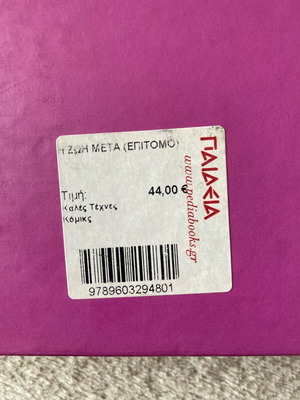 Η ΖΩΗ ΜΕΤΑ (ΕΠΙΤΟΜΟ)
Τιμή: 44,00 €
Καλές Τέχνες
Κόμικς
9789603294801
ΠΑΙΔΕΙΑ
www.pediabooks.gr